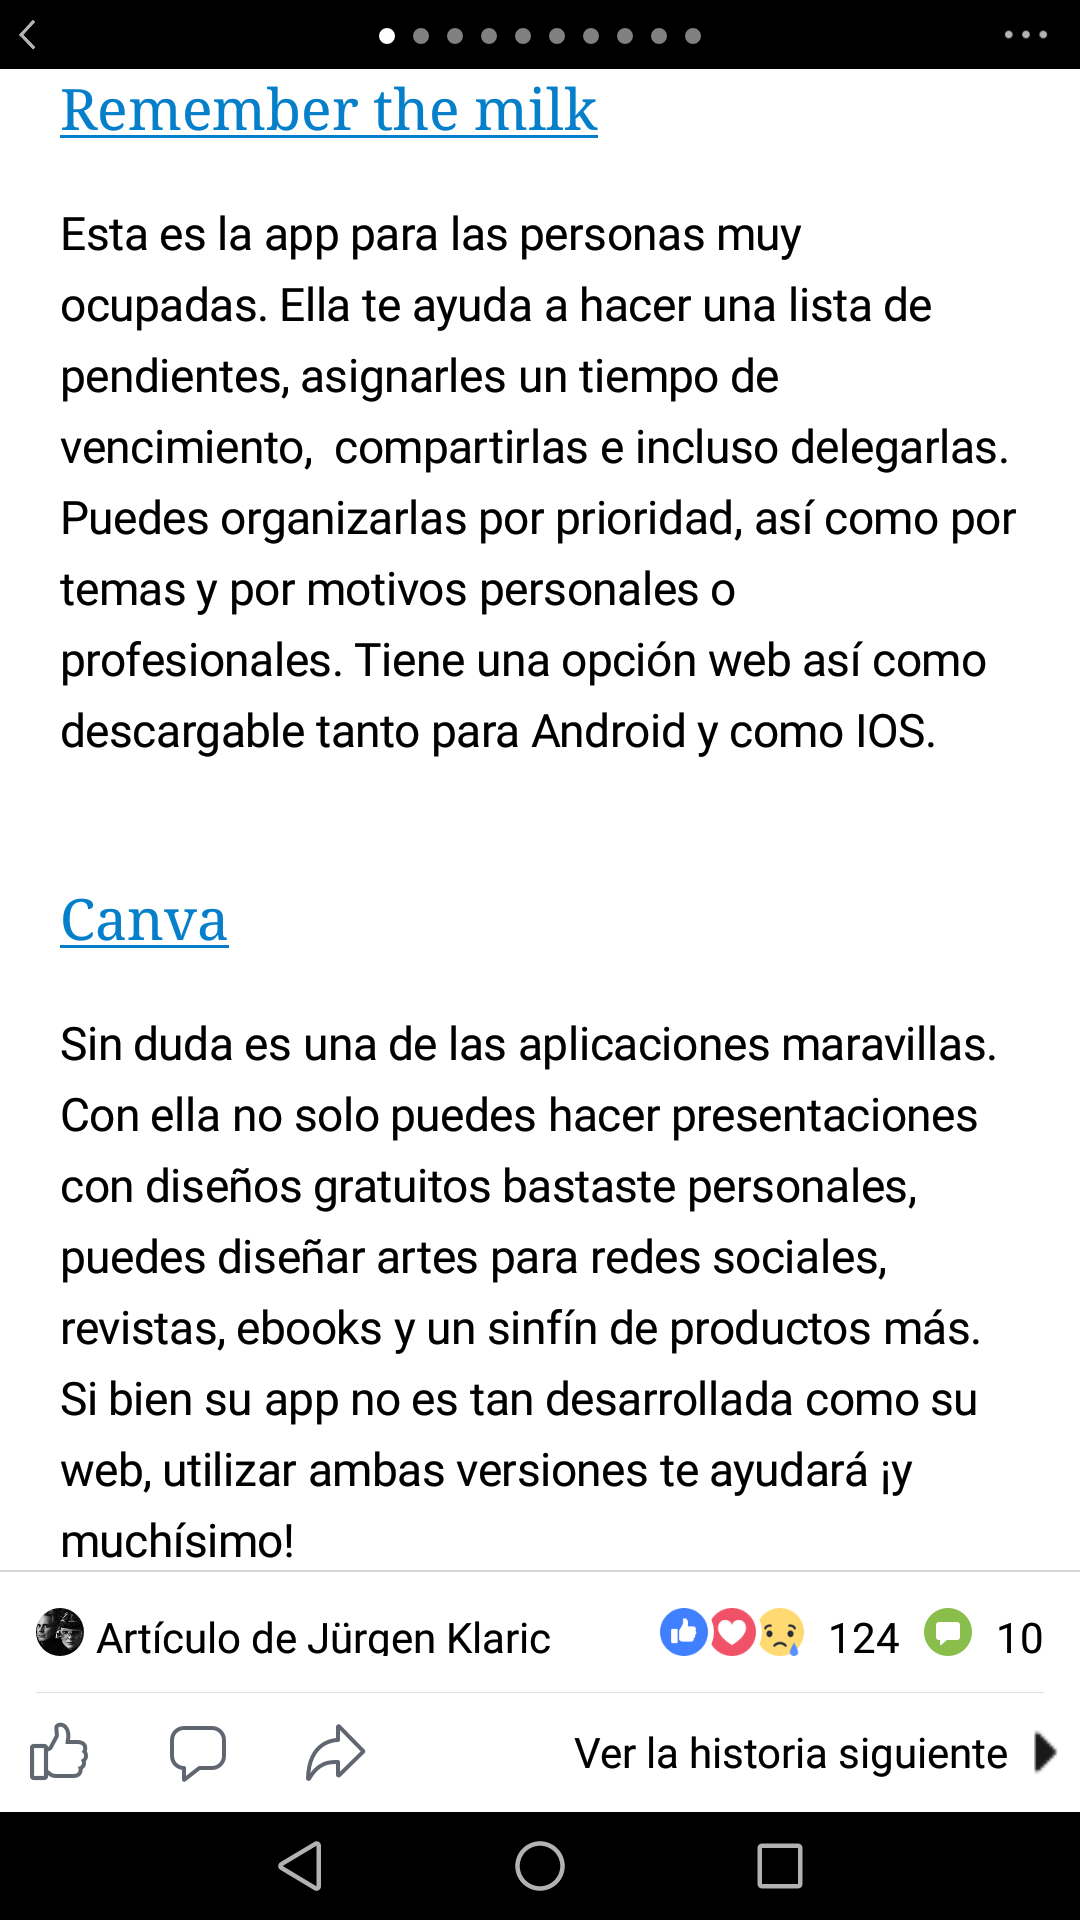 Remember the milk
Esta es la app para las personas muy
ocupadas. Ella te ayuda a hacer una lista de
pendientes, asignarles un tiempo de
vencimiento,  compartirlas e incluso delegarlas.
Puedes organizarlas por prioridad, así como por
temas y por motivos personales o
profesionales. Tiene una opción web así como
descargable tanto para Android y como IOS.
Canva
Sin duda es una de las aplicaciones maravillas.
Con ella no solo puedes hacer presentaciones
con diseños gratuitos bastaste personales,
puedes diseñar artes para redes sociales,
revistas, ebooks y un sinfín de productos más.
Si bien su app no es tan desarrollada como su
web, utilizar ambas versiones te ayudará ¡y
muchísimo!
Artículo de Jürgen Klaric 124 10
Ver la historia siguiente